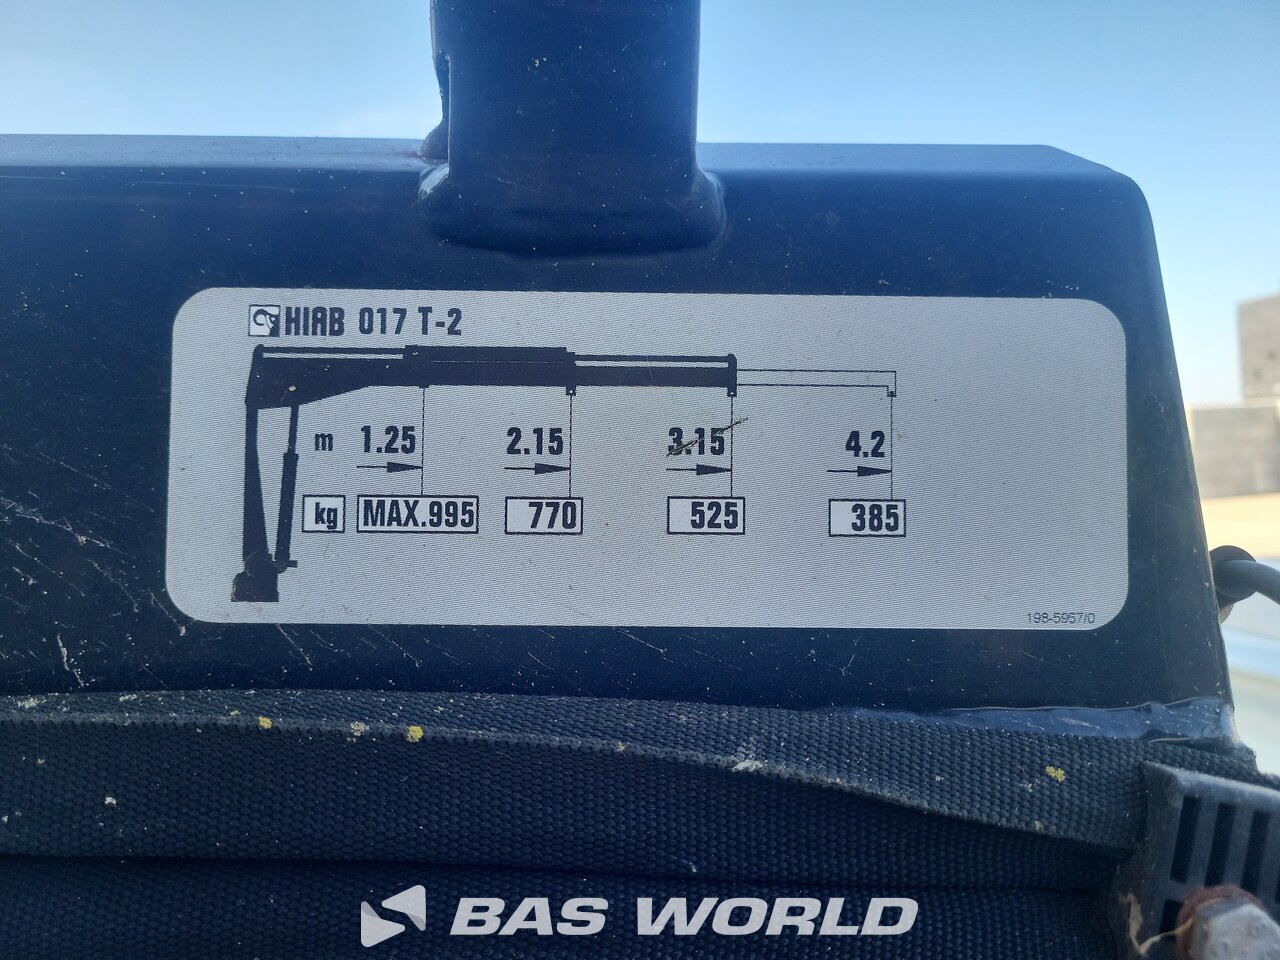 HIAB 017 T-2
m 1.25 2.15 3.15 4.2
kg MAX.995 770 525 385
198-5957/0
BAS WORLD